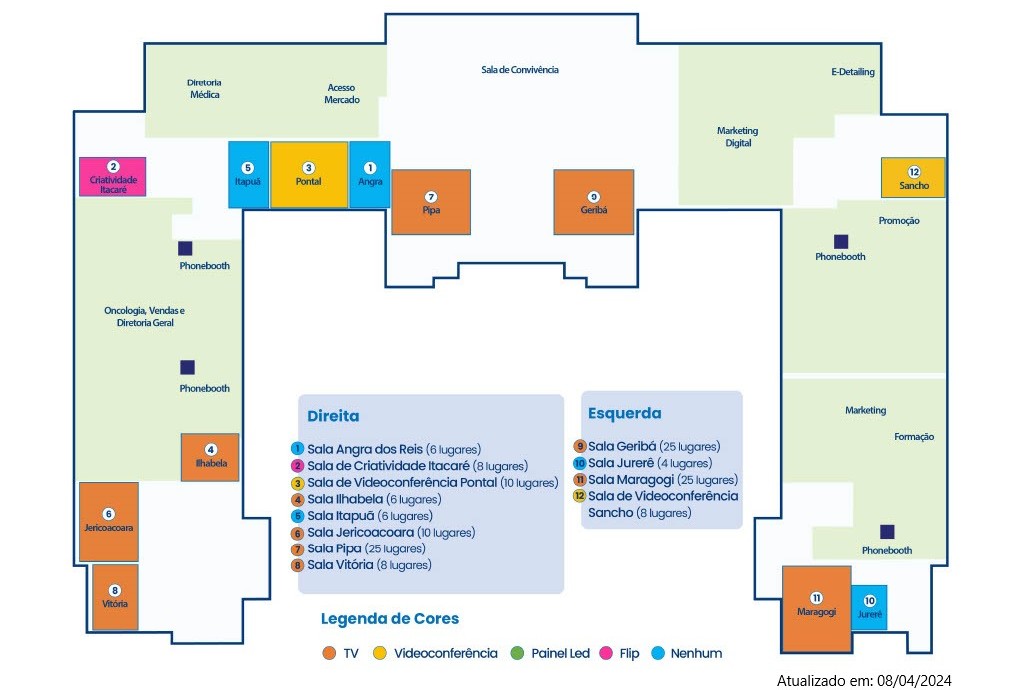 Sala de Convivência
E-Detailing
Diretoria
Médica
Acesso
Mercado
Marketing
Digital
2
Criatividade
Itacaré
5
Itapuã
3
Pontal
1
Angra
7
Pipa
9
Geribá
12
Sancho
Promoção
Phonebooth
Phonebooth
Oncologia, Vendas e
Diretoria Geral
Phonebooth
4
Ilhabela
6
Jericoacoara
8
Vitória
Direita
1 Sala Angra dos Reis (6 lugares)
2 Sala de Criatividade Itacaré (8 lugares)
3 Sala de Videoconferência Pontal (10 lugares)
4 Sala Ilhabela (6 lugares)
5 Sala Itapuã (6 lugares)
6 Sala Jericoacoara (10 lugares)
7 Sala Pipa (25 lugares)
8 Sala Vitória (8 lugares)
Esquerda
9 Sala Geribá (25 lugares)
10 Sala Jurerê (4 lugares)
11 Sala Maragogi (25 lugares)
12 Sala de Videoconferência
Sancho (8 lugares)
Marketing
Formação
Phonebooth
11
Maragogi
10
Jurerê
Legenda de Cores
TV Videoconferência Painel Led Flip Nenhum
Atualizado em: 08/04/2024